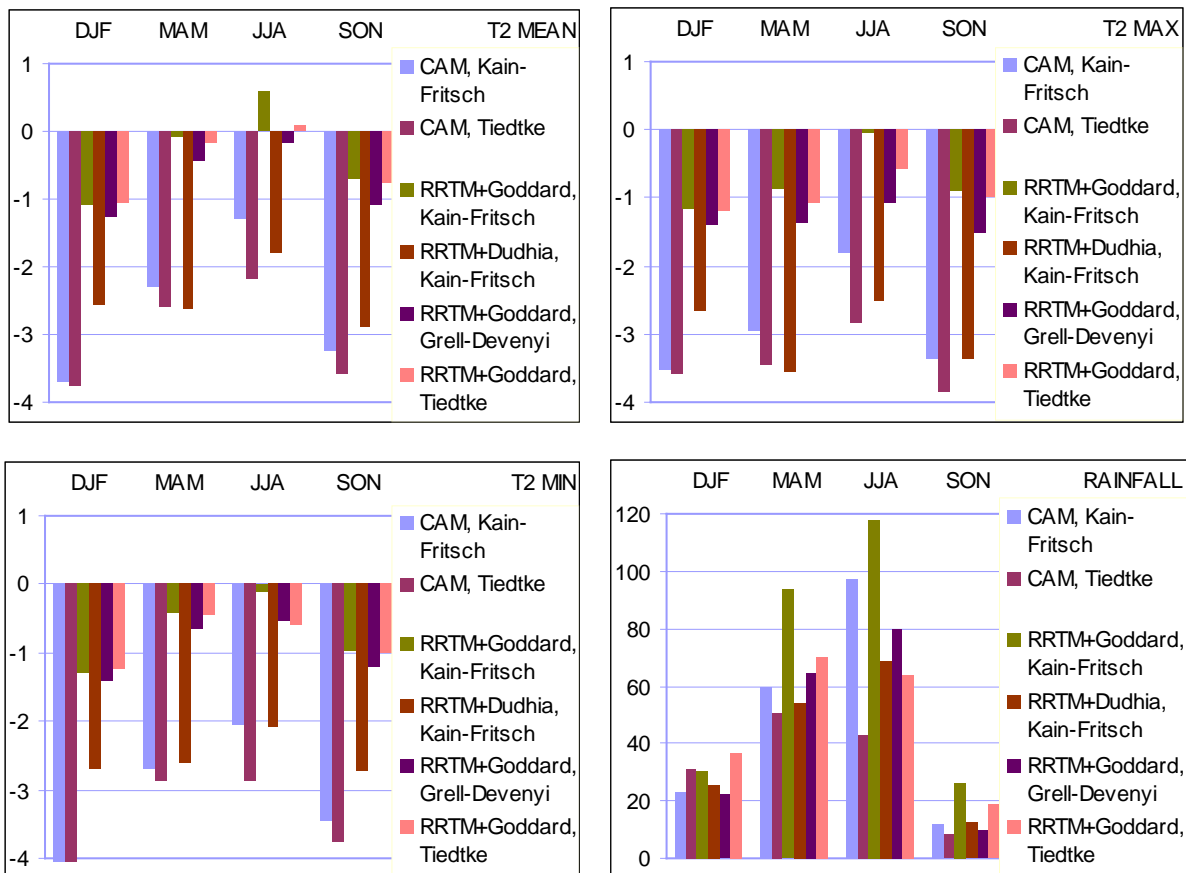 DJF MAM JJA SON T2 MEAN
1
0
-1
-2
-3
-4
CAM, Kain-
Fritsch
CAM, Tiedtke
RRTM+Goddard,
Kain-Fritsch
RRTM+Dudhia,
Kain-Fritsch
RRTM+Goddard,
Grell-Devenyi
RRTM+Goddard,
Tiedtke
DJF MAM JJA SON T2 MAX
1
0
-1
-2
-3
-4
CAM, Kain-
Fritsch
CAM, Tiedtke
RRTM+Goddard,
Kain-Fritsch
RRTM+Dudhia,
Kain-Fritsch
RRTM+Goddard,
Grell-Devenyi
RRTM+Goddard,
Tiedtke
DJF MAM JJA SON T2 MIN
1
0
-1
-2
-3
-4
CAM, Kain-
Fritsch
CAM, Tiedtke
RRTM+Goddard,
Kain-Fritsch
RRTM+Dudhia,
Kain-Fritsch
RRTM+Goddard,
Grell-Devenyi
RRTM+Goddard,
Tiedtke
DJF MAM JJA SON RAINFALL
120
100
80
60
40
20
0
CAM, Kain-
Fritsch
CAM, Tiedtke
RRTM+Goddard,
Kain-Fritsch
RRTM+Dudhia,
Kain-Fritsch
RRTM+Goddard,
Grell-Devenyi
RRTM+Goddard,
Tiedtke